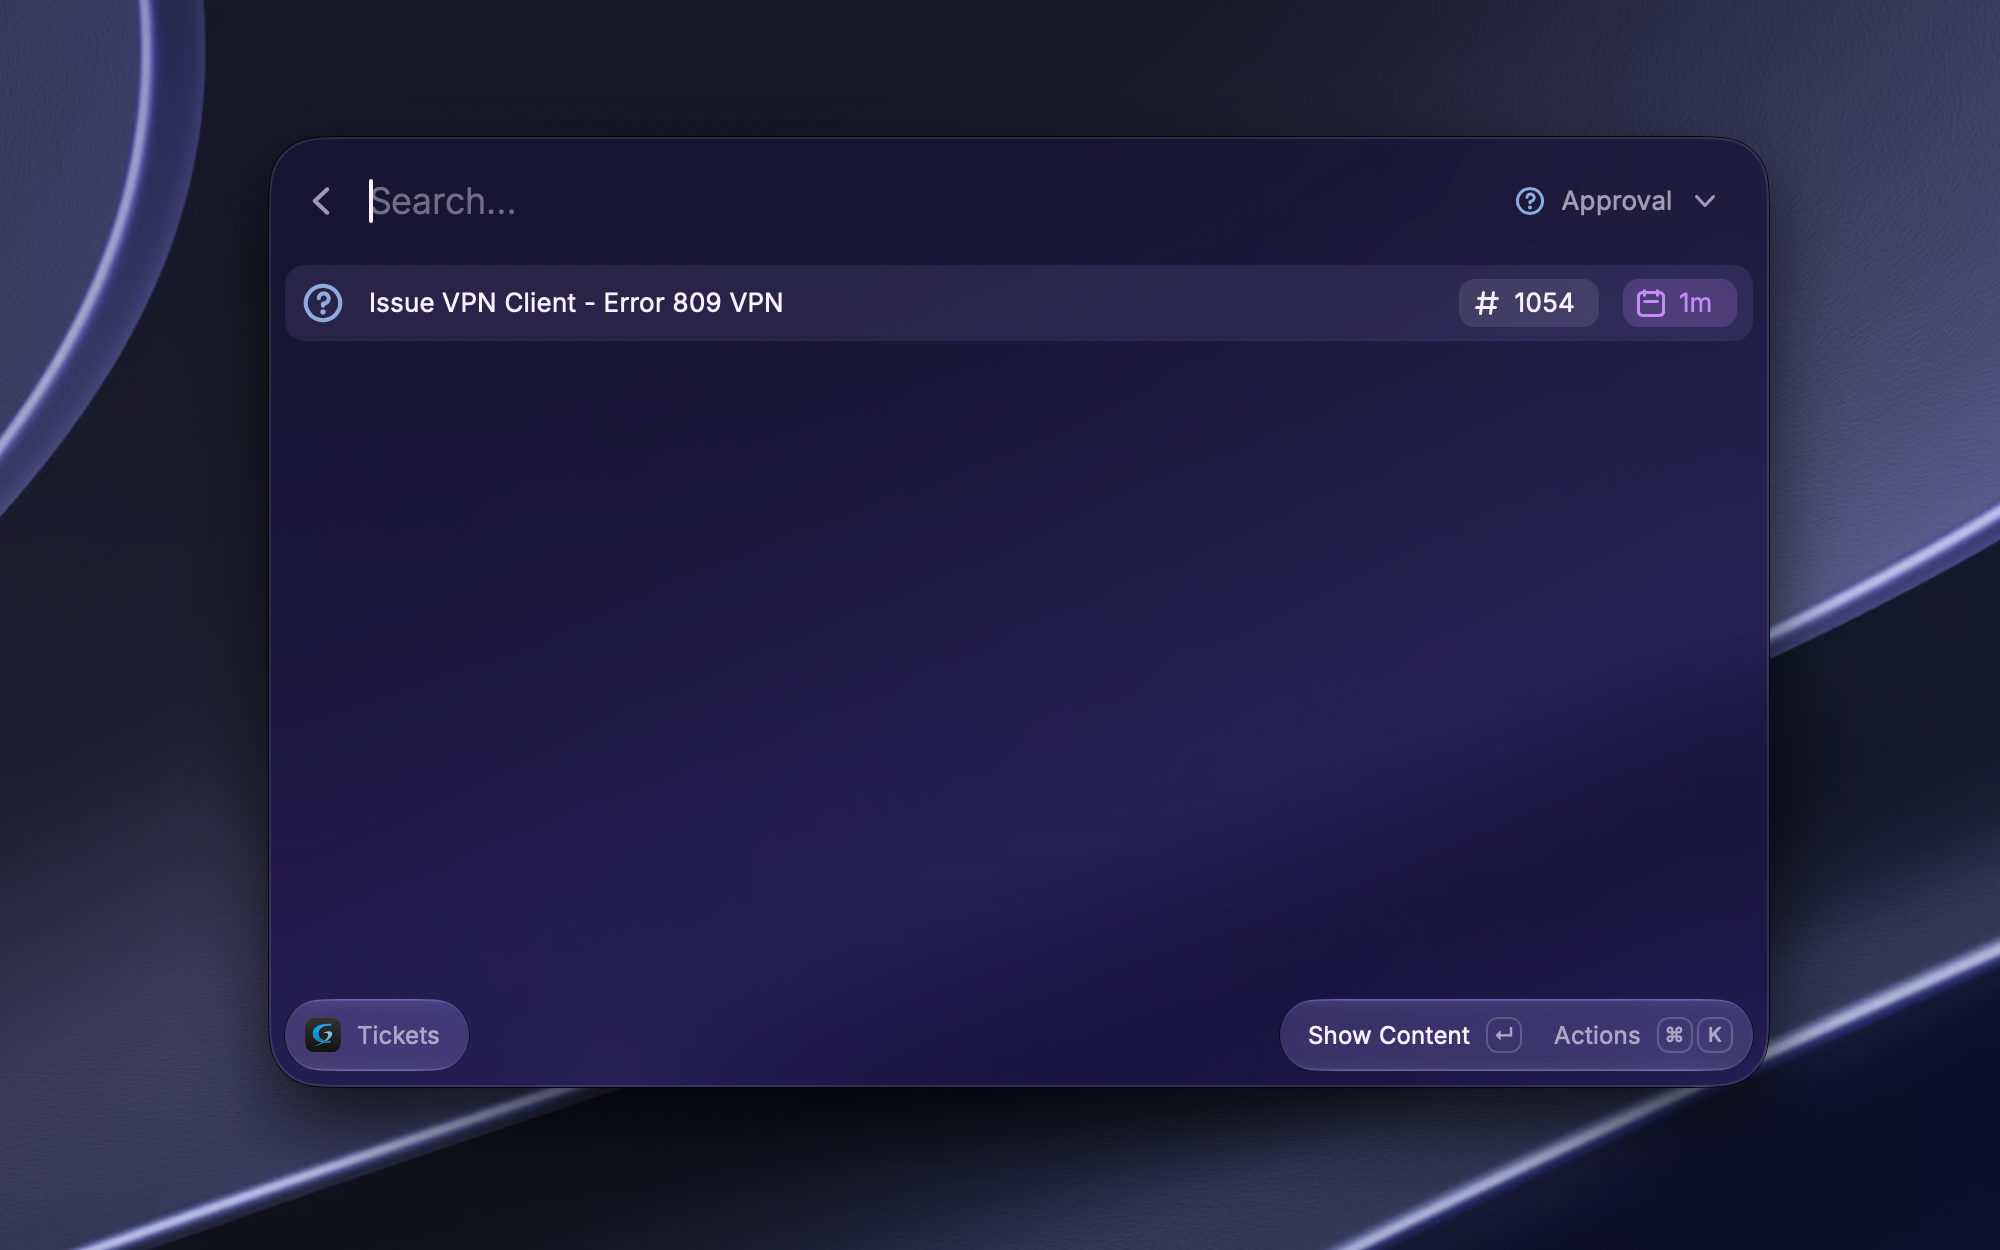 Search...
Approval
Issue VPN Client - Error 809 VPN
# 1054
1m
Tickets
Show Content ↵
Actions ⌘ K